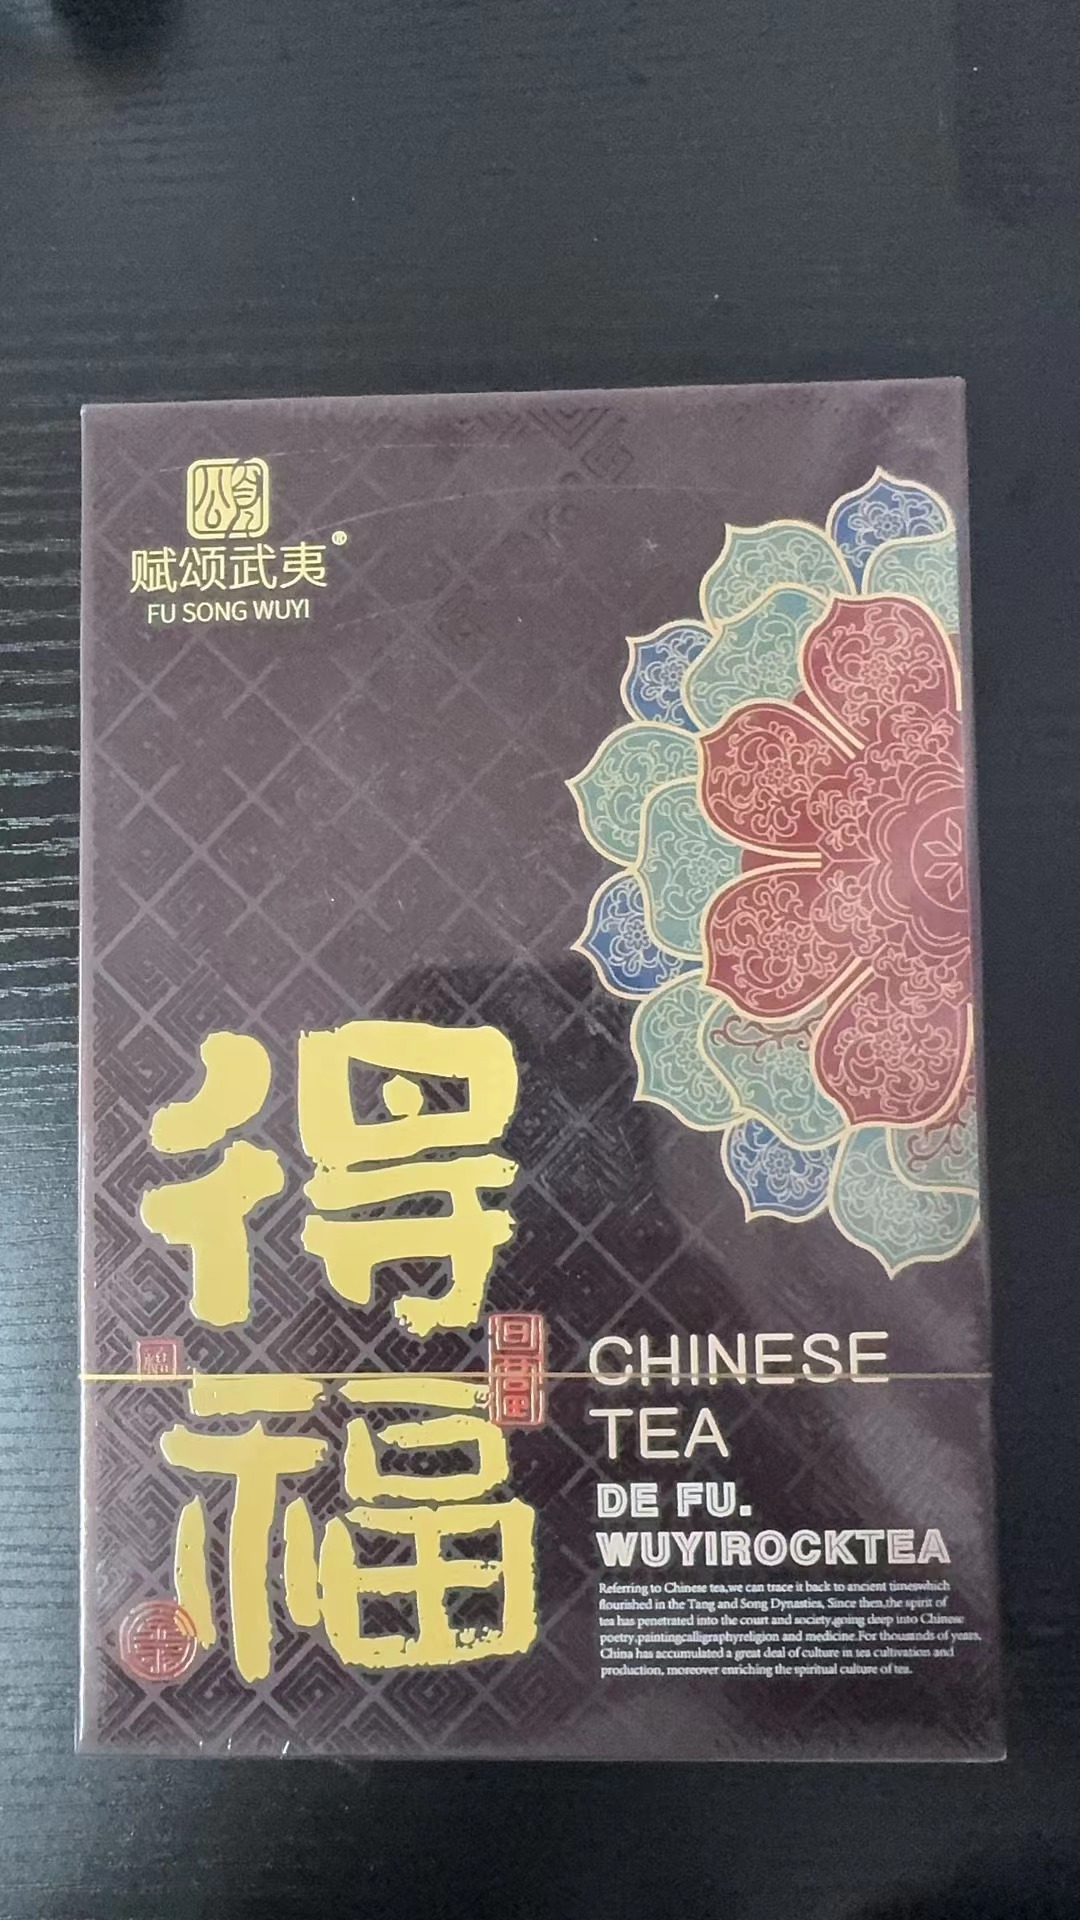 赋颂武夷®
FU SONG WUYI
得
福
CHINESE
TEA
DE FU.
WUYIROCKTEA
Referring to Chinese tea,we can trace it back to ancient timeswhich
flourished in the Tang and Song Dynasties, Since then,the spirit of
tea has penetrated into the court and society,going deep into Chinese
poetry,paintingcalligraphyreligion and medicine.For thousands of years,
China has accumulated a great deal of culture in tea cultivation and
production, moreover enriching the spiritual culture of tea.